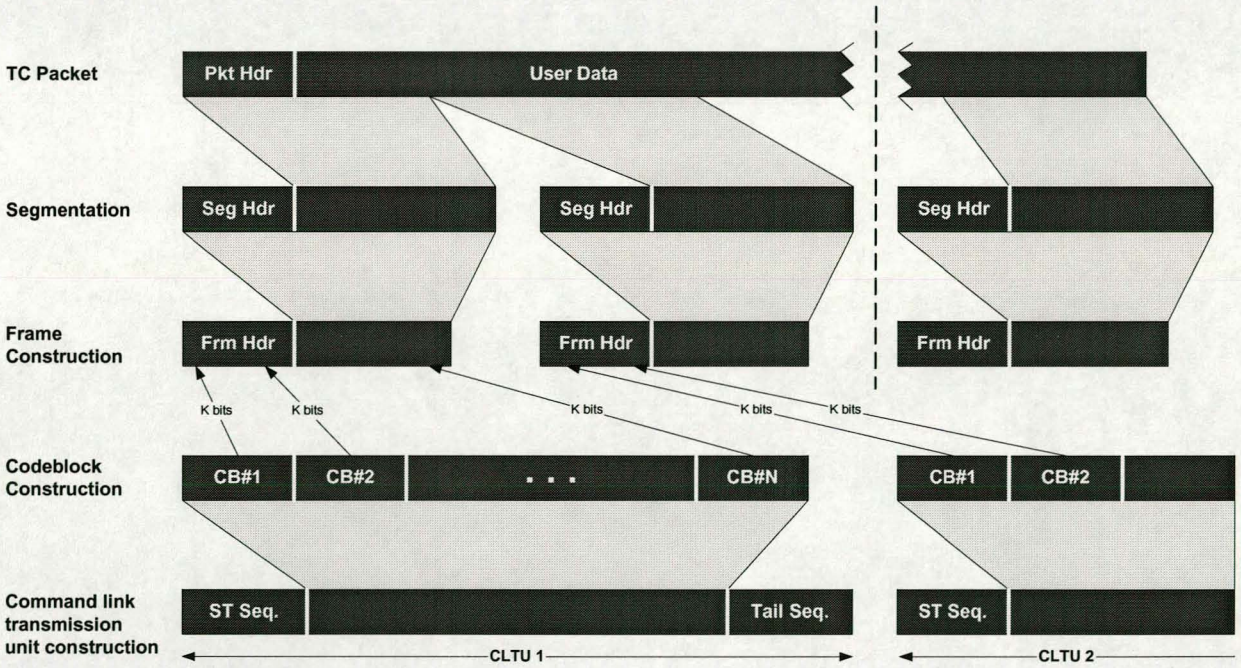 TC Packet
Pkt Hdr
User Data
Segmentation
Seg Hdr
Seg Hdr
Seg Hdr
Frame
Construction
Frm Hdr
Frm Hdr
Frm Hdr
K bits
K bits
K bits
K bits
K bits
Codeblock
Construction
CB#1
CB#2
. . .
CB#N
CB#1
CB#2
Command link
transmission
unit construction
ST Seq.
Tail Seq.
ST Seq.
CLTU 1
CLTU 2